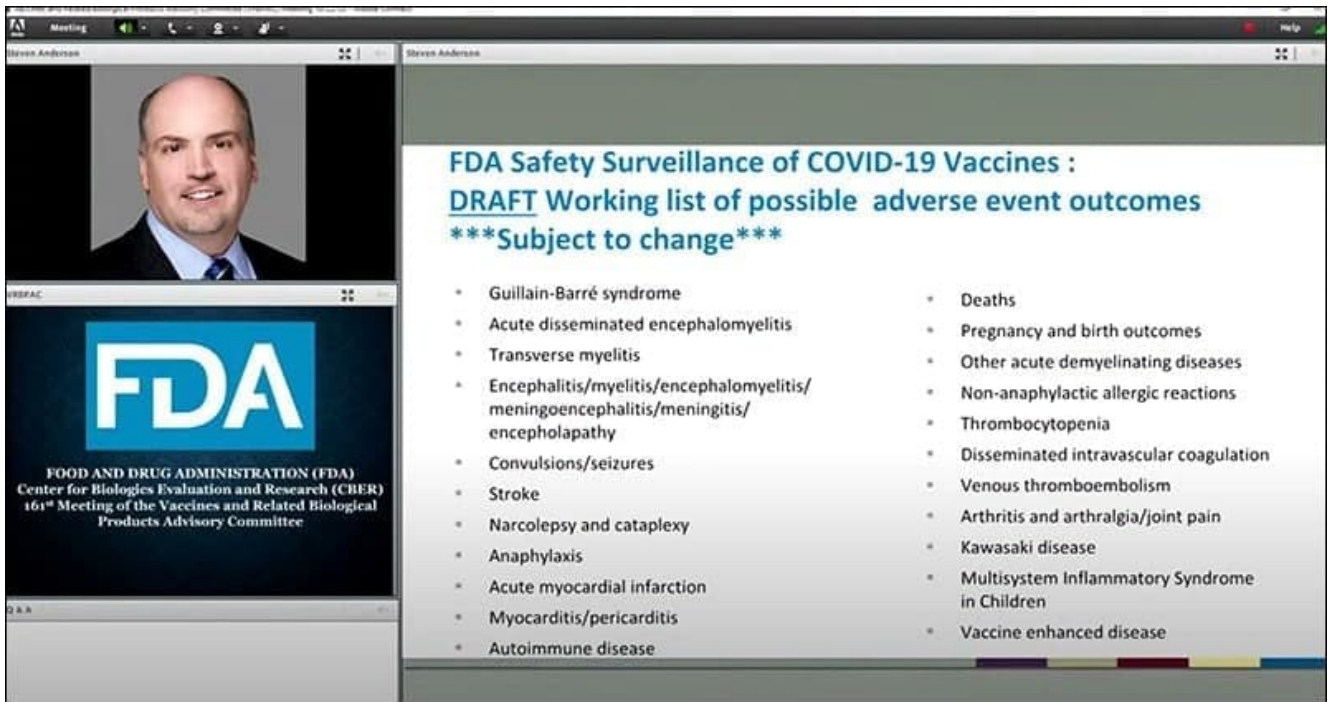 Meeting
Help
Steven Anderson
Steven Anderson
FDA Safety Surveillance of COVID-19 Vaccines :
DRAFT Working list of possible adverse event outcomes
***Subject to change***
Guillain-Barré syndrome
Acute disseminated encephalomyelitis
Transverse myelitis
Encephalitis/myelitis/encephalomyelitis/
meningoencephalitis/meningitis/
encepholapathy
Convulsions/seizures
Stroke
Narcolepsy and cataplexy
Anaphylaxis
Acute myocardial infarction
Myocarditis/pericarditis
Autoimmune disease
Deaths
Pregnancy and birth outcomes
Other acute demyelinating diseases
Non-anaphylactic allergic reactions
Thrombocytopenia
Disseminated intravascular coagulation
Venous thromboembolism
Arthritis and arthralgia/joint pain
Kawasaki disease
Multisystem Inflammatory Syndrome
in Children
Vaccine enhanced disease
VRBPAC
FDA
FOOD AND DRUG ADMINISTRATION (FDA)
Center for Biologics Evaluation and Research (CBER)
161st Meeting of the Vaccines and Related Biological
Products Advisory Committee
Q & A